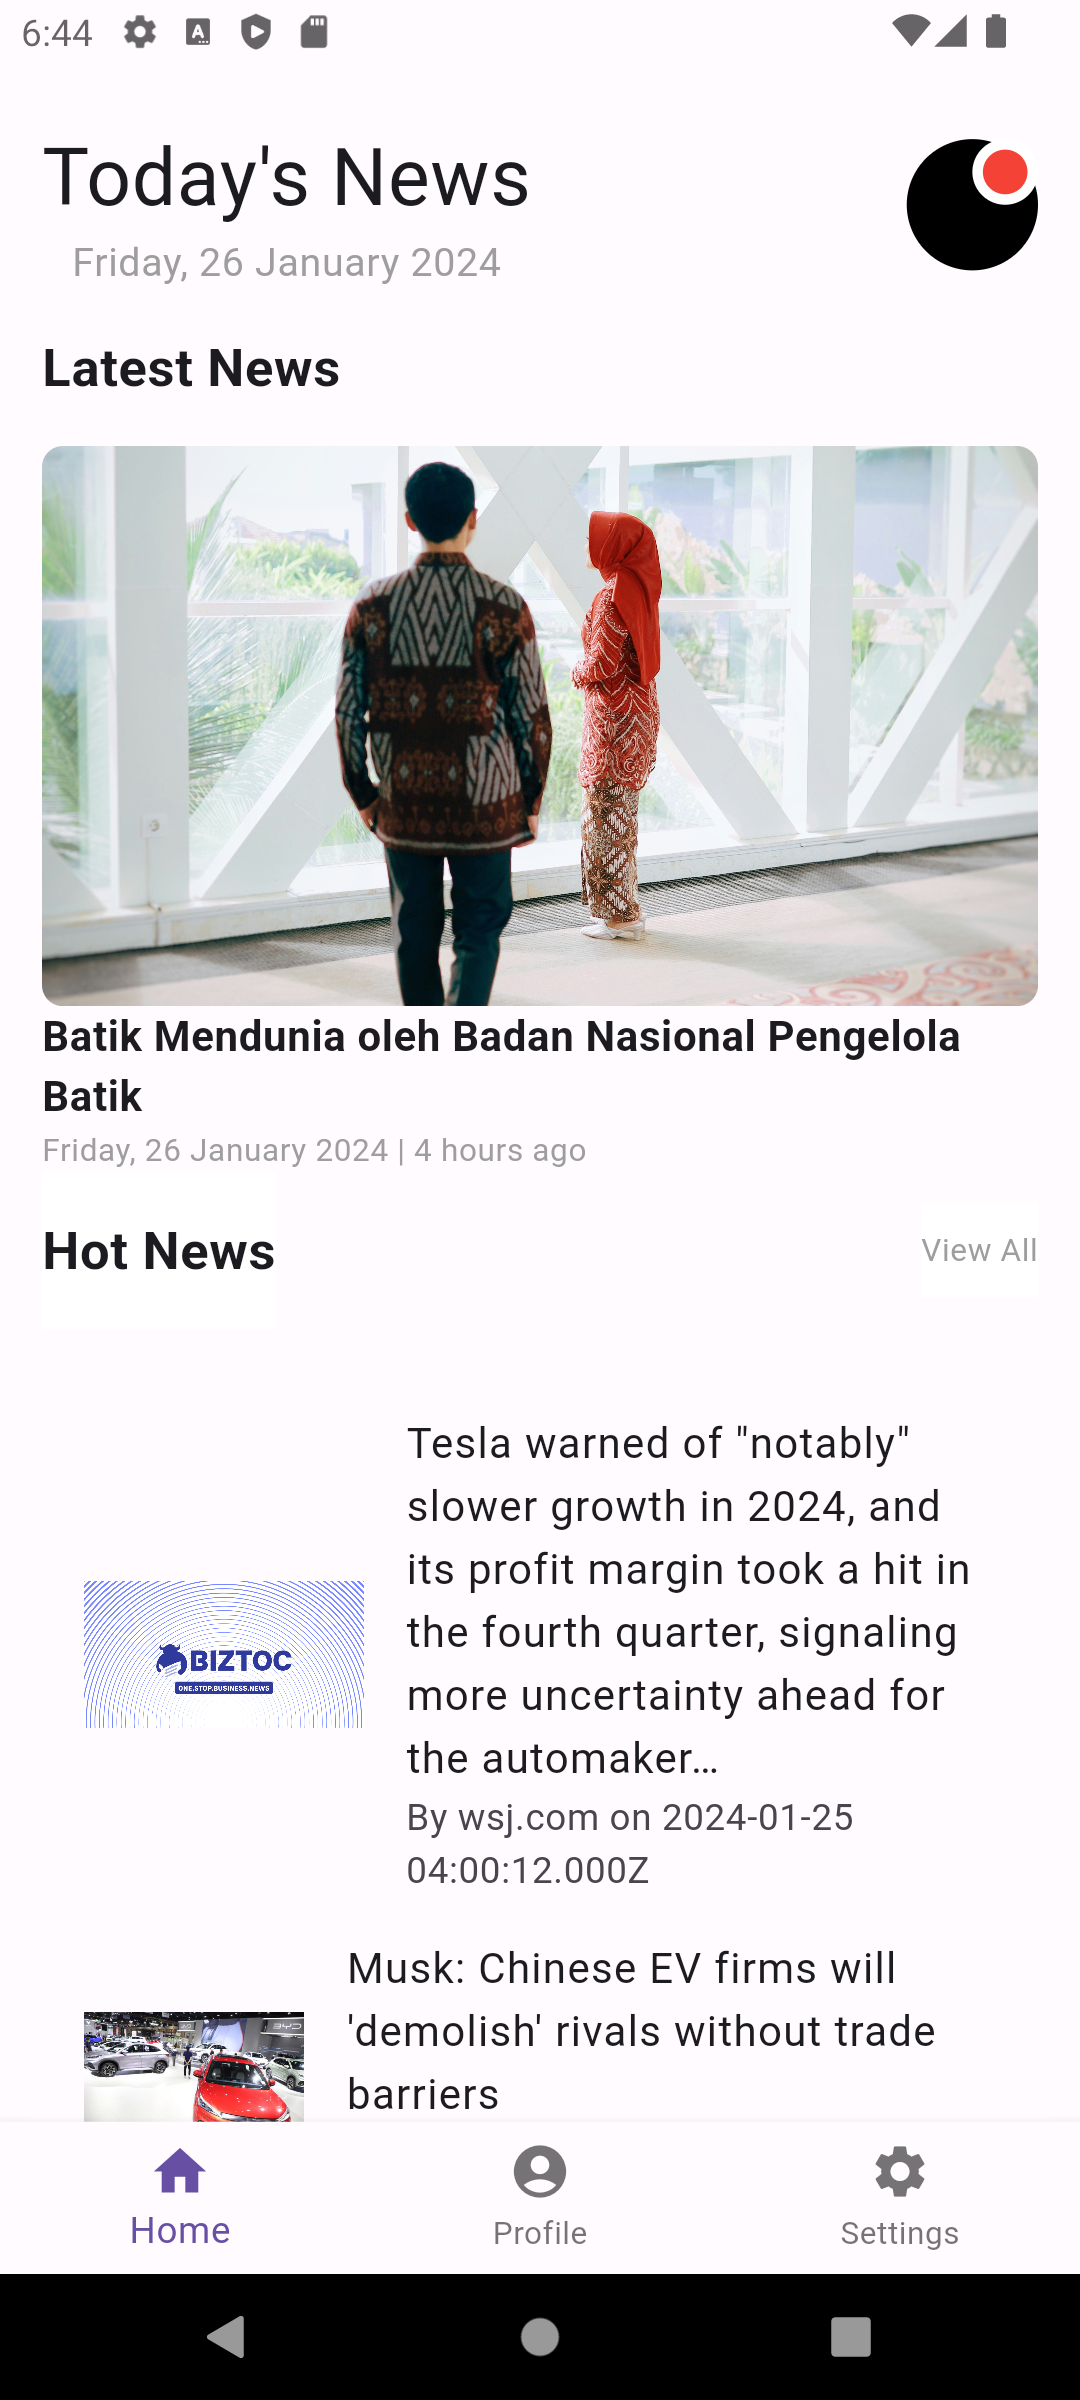 6:44
Today's News
Friday, 26 January 2024
Latest News
Batik Mendunia oleh Badan Nasional Pengelola
Batik
Friday, 26 January 2024 | 4 hours ago
Hot News
View All
Tesla warned of "notably"
slower growth in 2024, and
its profit margin took a hit in
the fourth quarter, signaling
more uncertainty ahead for
the automaker…
By wsj.com on 2024-01-25
04:00:12.000Z
BIZTOC
ONE.STOP.BUSINESS.NEWS
Musk: Chinese EV firms will
'demolish' rivals without trade
barriers
BYD
Home
Profile
Settings